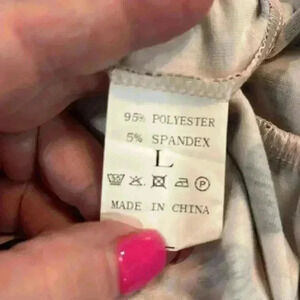 95% POLYESTER
5% SPANDEX
L
MADE IN CHINA